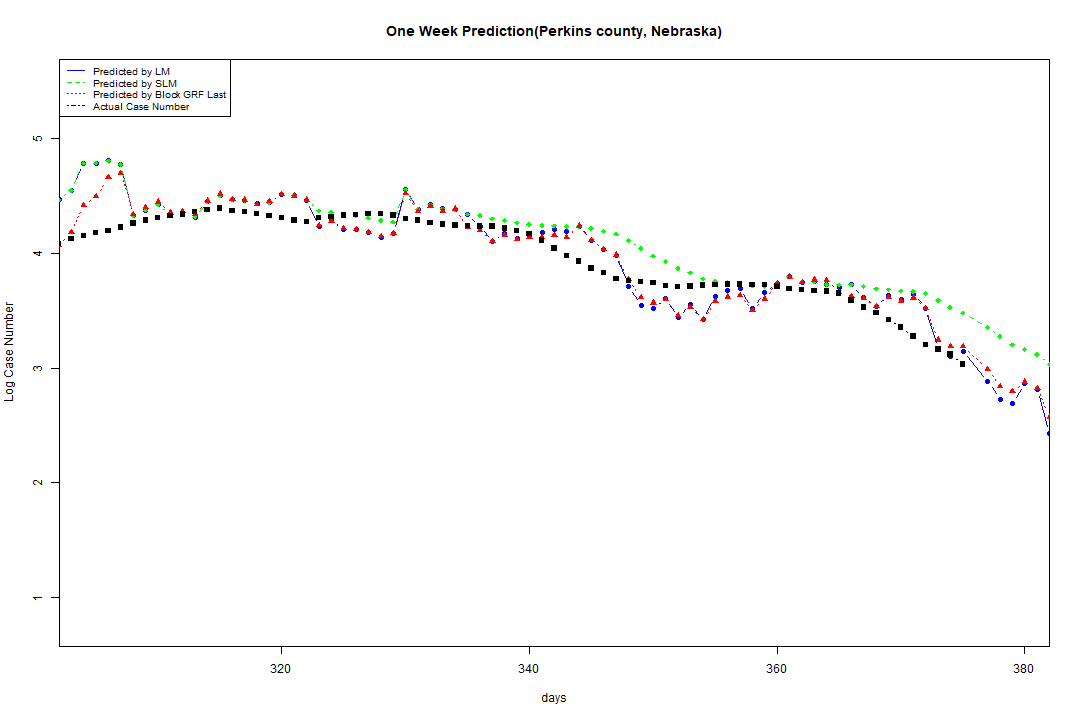 One Week Prediction(Perkins county, Nebraska)
Predicted by LM
Predicted by SLM
Predicted by Block GRF Last
Actual Case Number
5
4
3
2
1
Log Case Number
320 340 360 380
days